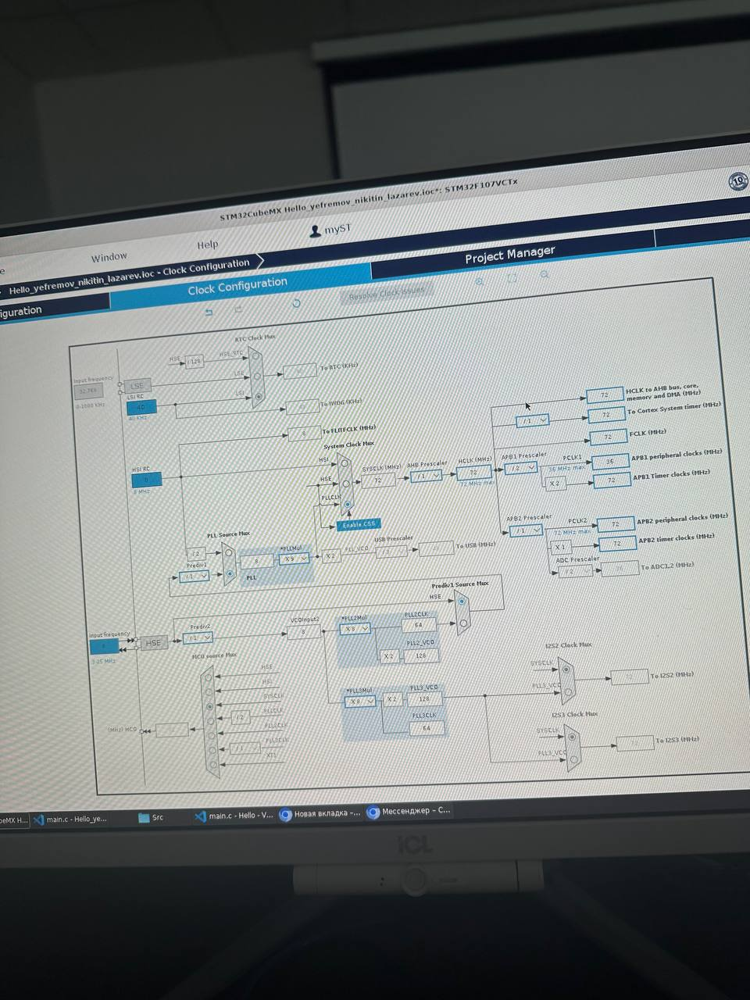 STM32CubeMX Hello_yefremov_nikitin_lazarev.ioc*: STM32F107VCTx
10
e
Window
Help
myST
Hello_yefremov_nikitin_lazarev.ioc - Clock Configuration
iguration
Clock Configuration
Project Manager
Resolve Clock Issues
RTC Clock Mux
HSE
/ 128
HSE_RTC
Input frequency
LSE
LSE
To RTC (KHz)
0-1000 KHz
LSI RC
LSI
40
To IWDG (KHz)
40 KHz
8
To FLITFCLK (MHz)
System Clock Mux
HSI RC
HSI
8 MHz
HSE
PLLCLK
Enable CSS
SYSCLK (MHz)
72
AHB Prescaler
/ 1
HCLK (MHz)
72
72 MHz max
/ 1
72
HCLK to AHB bus, core,
memory and DMA (MHz)
72
To Cortex System timer (MHz)
72
FCLK (MHz)
APB1 Prescaler
/ 2
PCLK1
36 MHz max
36
APB1 peripheral clocks (MHz)
X 2
72
APB1 Timer clocks (MHz)
APB2 Prescaler
/ 1
PCLK2
72 MHz max
72
APB2 peripheral clocks (MHz)
X 1
72
APB2 timer clocks (MHz)
ADC Prescaler
/ 2
To ADC1,2 (MHz)
PLL Source Mux
/ 2
Prediv1
/ 1
8
*PLLMul
X 9
PLL
X 2
PLL_VCO
USB Prescaler
To USB (MHz)
Prediv1 Source Mux
HSE
Input frequency
3-25 MHz
HSE
Prediv2
/ 1
VCOInput2
8
*PLL2Mul
X 8
PLL2CLK
64
X 2
PLL2_VCO
128
*PLL3Mul
X 8
X 2
PLL3_VCO
128
PLL3CLK
64
MCO source Mux
HSE
HSI
SYSCLK
/ 2
PLLCLK
PLL2CLK
/ 1
PLL3CLK
XT1
(MHz) MCO
I2S2 Clock Mux
SYSCLK
PLL3_VCO
To I2S2 (MHz)
I2S3 Clock Mux
SYSCLK
PLL3_VCO
To I2S3 (MHz)
beMX H...
main.c - Hello_ye...
Src
main.c - Hello - V...
Новая вкладка –...
Мессенджер – С...
iCL